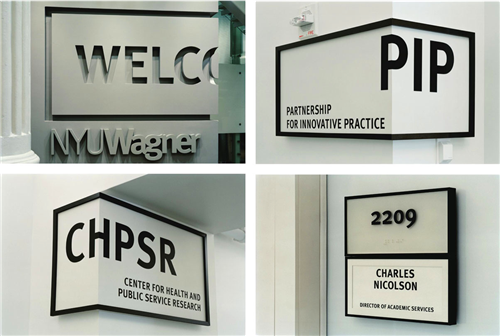 WELCO
NYUWagner
PIP
PARTNERSHIP
FOR INNOVATIVE PRACTICE
CHPSR
CENTER FOR HEALTH AND
PUBLIC SERVICE RESEARCH
2209
CHARLES
NICOLSON
DIRECTOR OF ACADEMIC SERVICES